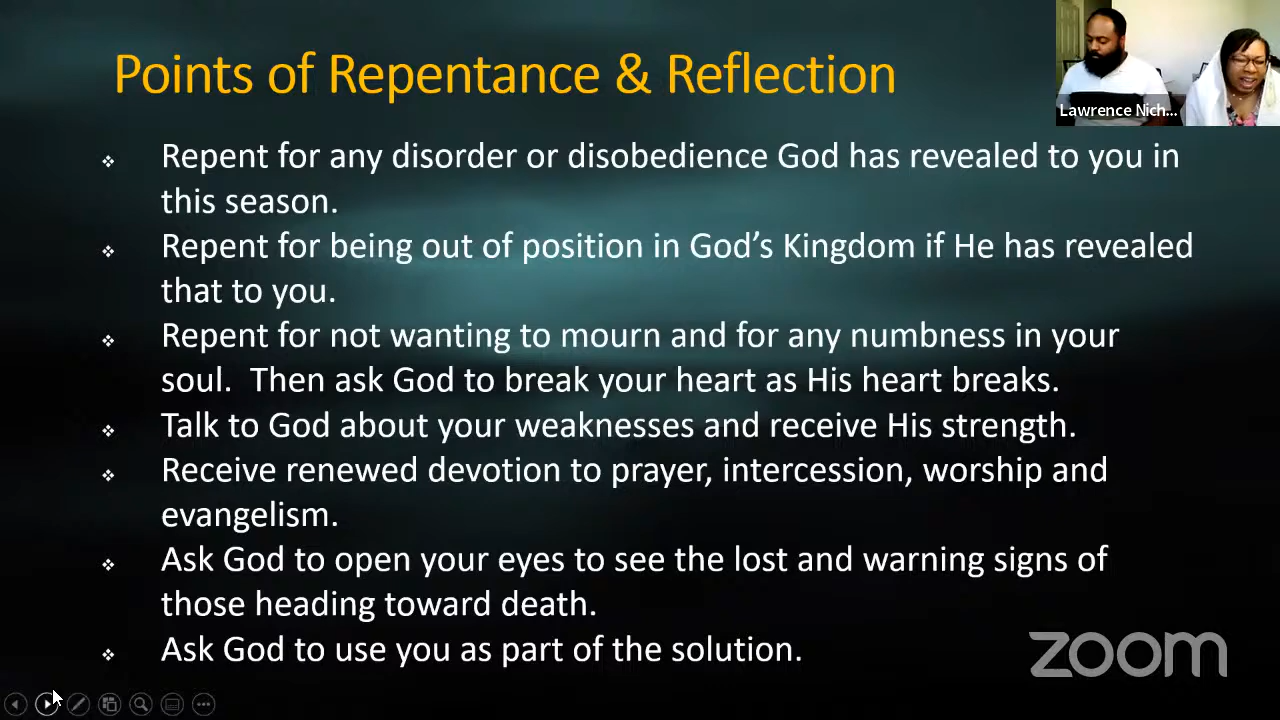 Points of Repentance & Reflection
Lawrence Nich...
Repent for any disorder or disobedience God has revealed to you in
this season.
Repent for being out of position in God’s Kingdom if He has revealed
that to you.
Repent for not wanting to mourn and for any numbness in your
soul.  Then ask God to break your heart as His heart breaks.
Talk to God about your weaknesses and receive His strength.
Receive renewed devotion to prayer, intercession, worship and
evangelism.
Ask God to open your eyes to see the lost and warning signs of
those heading toward death.
Ask God to use you as part of the solution.
zoom